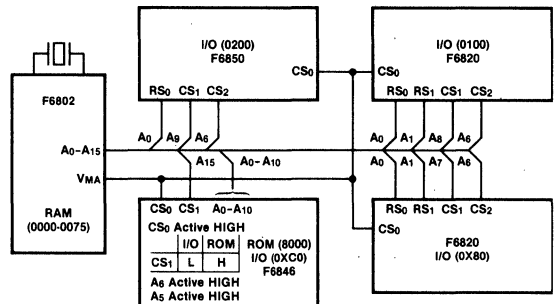 F6802
A0–A15
VMA
RAM
(0000-0075)
I/O (0200)
F6850
CS0
RS0 CS1 CS2
A0 A9 A6
A15 A0–A10
I/O (0100)
F6820
CS0
RS0 RS1 CS1 CS2
A0 A1 A8 A6
A0 A1 A7 A6
RS0 RS1 CS1 CS2
CS0
F6820
I/O (0X80)
CS0 CS1 A0–A10
CS0 Active HIGH
I/O ROM
CS1 L H
A6 Active HIGH
A5 Active HIGH
ROM (8000)
I/O (0XC0)
F6846